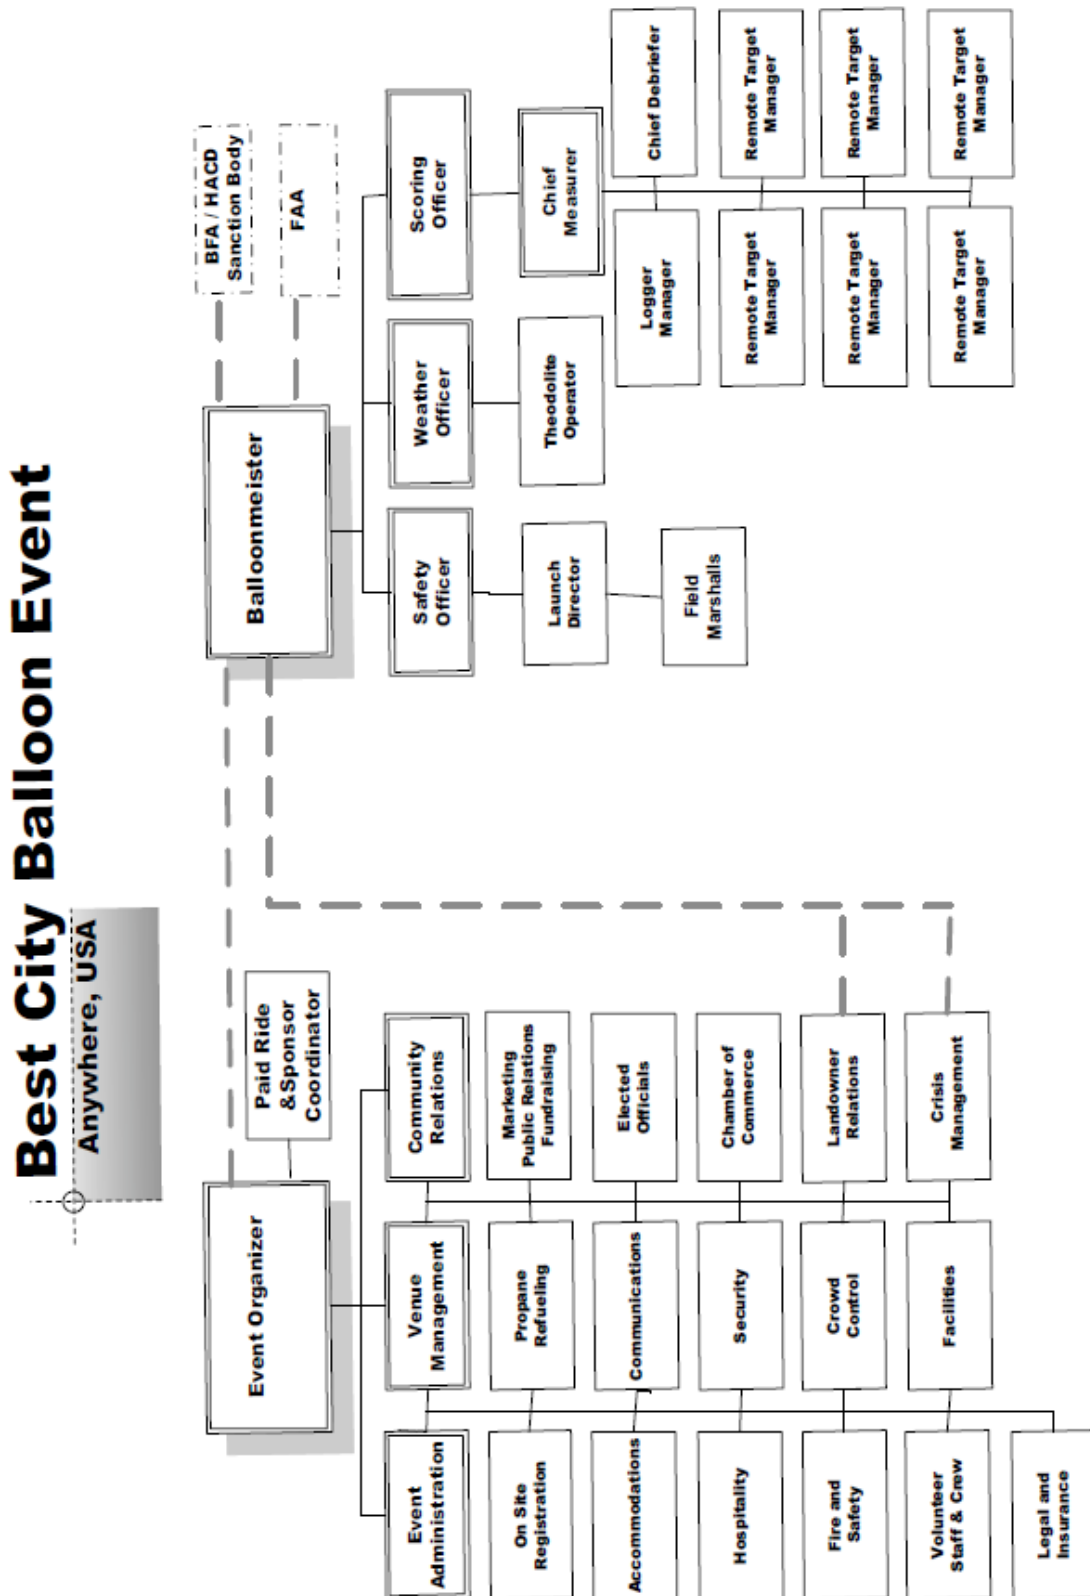 Best City Balloon Event
Anywhere, USA
Event Organizer
Paid Ride
&Sponsor
Coordinator
Balloonmeister
BFA / HACD
Sanction Body
FAA
Event
Administration
Venue
Management
Community
Relations
Safety
Officer
Weather
Officer
Scoring
Officer
On Site
Registration
Propane
Refueling
Marketing
Public Relations
Fundraising
Launch
Director
Theodolite
Operator
Chief
Measurer
Accommodations
Communications
Elected
Officials
Field
Marshalls
Logger
Manager
Chief Debriefer
Hospitality
Security
Chamber of
Commerce
Remote Target
Manager
Remote Target
Manager
Fire and
Safety
Crowd
Control
Landowner
Relations
Remote Target
Manager
Remote Target
Manager
Volunteer
Staff & Crew
Facilities
Crisis
Management
Remote Target
Manager
Remote Target
Manager
Legal and
Insurance